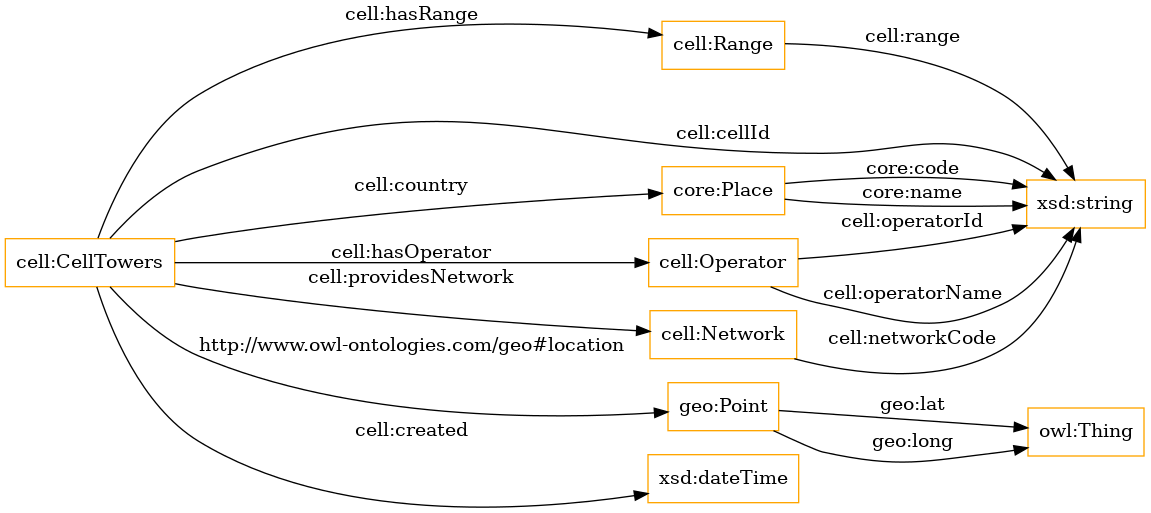 cell:hasRange
cell:Range
cell:range
cell:cellId
cell:country
core:Place
core:code
core:name
xsd:string
cell:operatorId
cell:CellTowers
cell:hasOperator
cell:Operator
cell:providesNetwork
cell:operatorName
cell:Network
cell:networkCode
http://www.owl-ontologies.com/geo#location
geo:Point
geo:lat
owl:Thing
geo:long
cell:created
xsd:dateTime